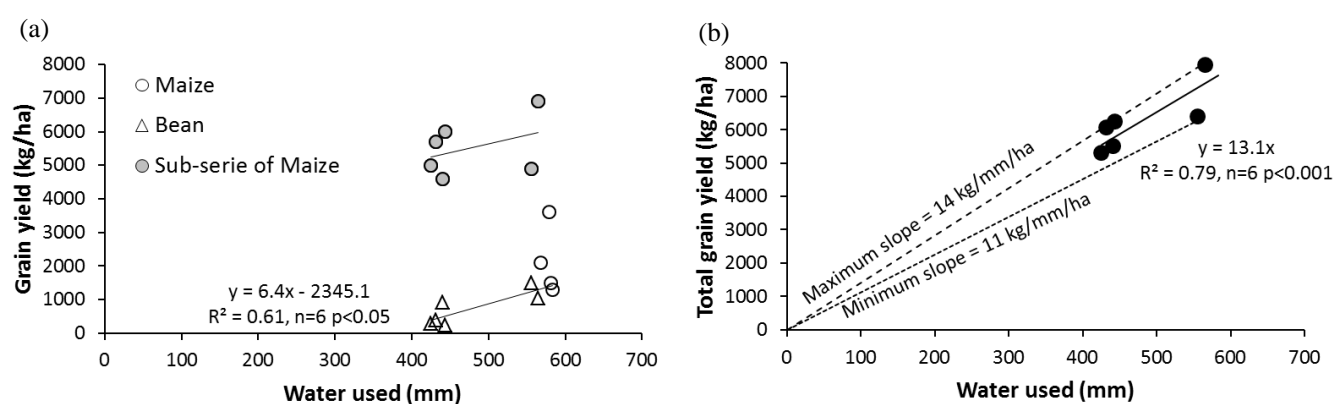 (a)
8000
7000
6000
5000
4000
3000
2000
1000
0
Grain yield (kg/ha)
Maize
Bean
Sub-serie of Maize
y = 6.4x - 2345.1
R² = 0.61, n=6 p<0.05
0 100 200 300 400 500 600 700
Water used (mm)
(b)
8000
7000
6000
5000
4000
3000
2000
1000
0
Total grain yield (kg/ha)
Maximum slope = 14 kg/mm/ha
Minimum slope = 11 kg/mm/ha
y = 13.1x
R² = 0.79, n=6 p<0.001
0 100 200 300 400 500 600 700
Water used (mm)